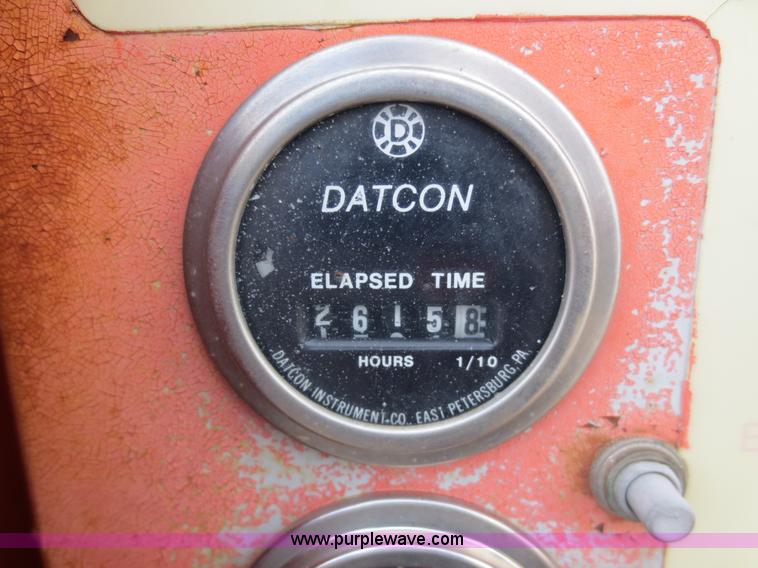 D
DATCON
ELAPSED TIME
2 6 1 5 8
HOURS 1/10
DATCON INSTRUMENT CO. EAST PETERSBURG, PA.
www.purplewave.com